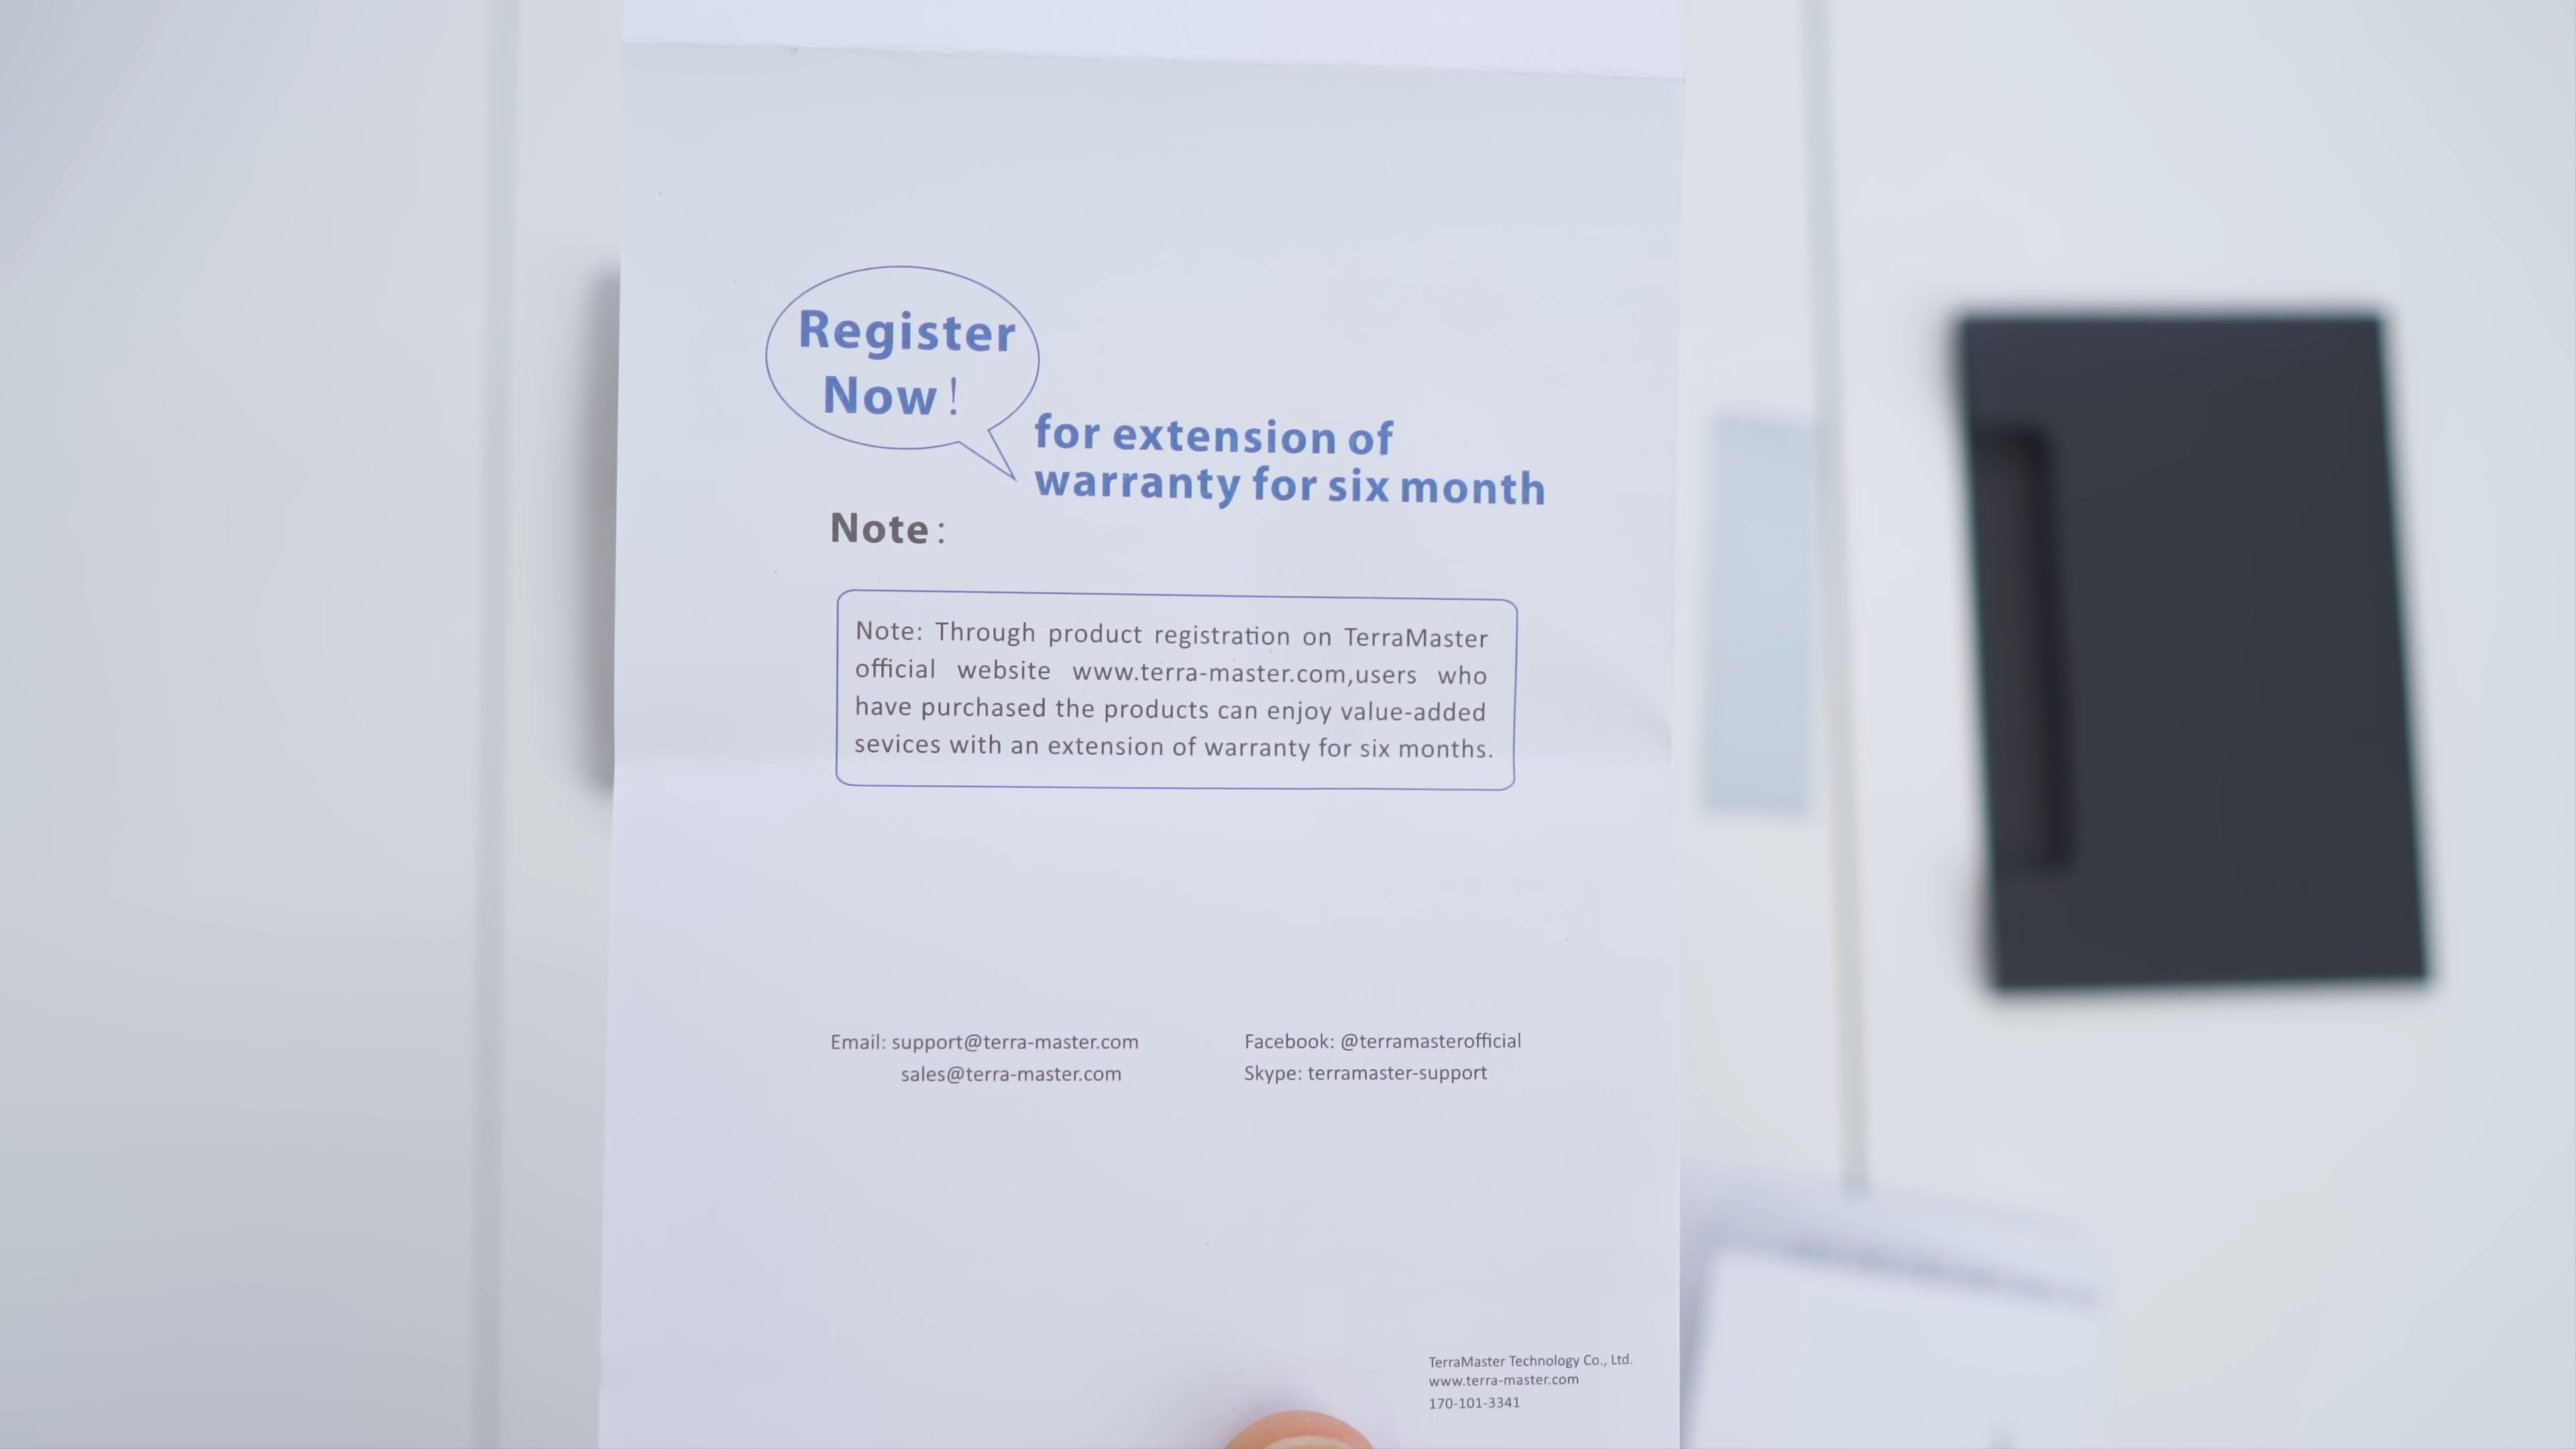 Register
Now!
for extension of
warranty for six month
Note:
Note: Through product registration on TerraMaster
official website www.terra-master.com,users who
have purchased the products can enjoy value-added
sevices with an extension of warranty for six months.
Email: support@terra-master.com
sales@terra-master.com
Facebook: @terramasterofficial
Skype: terramaster-support
TerraMaster Technology Co., Ltd.
www.terra-master.com
170-101-3341